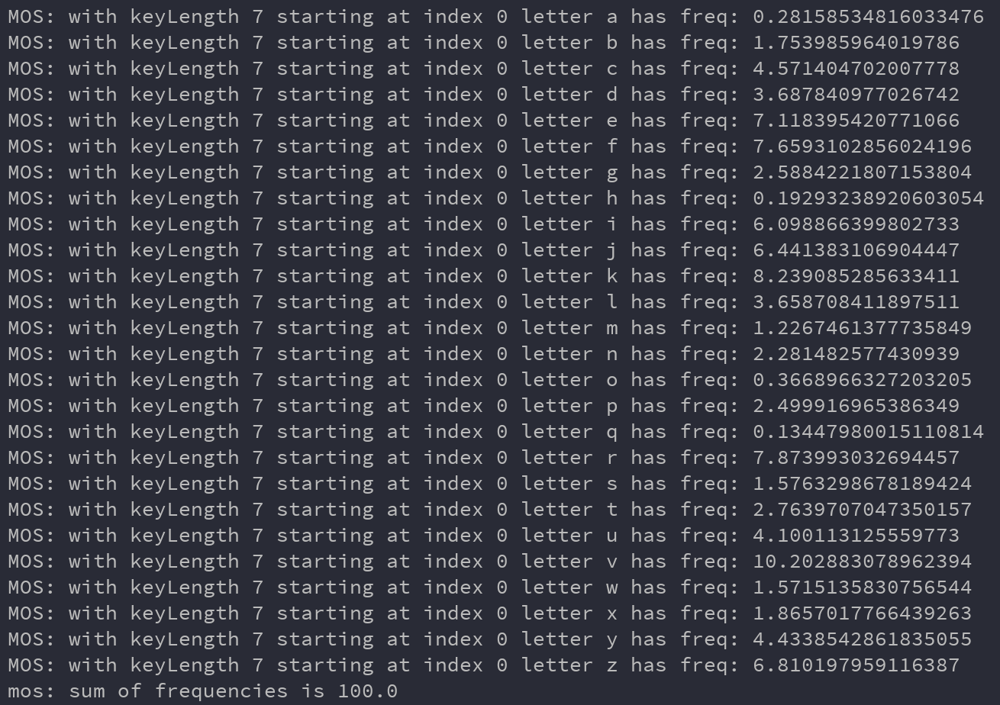 MOS: with keyLength 7 starting at index 0 letter a has freq: 0.28158534816033476
MOS: with keyLength 7 starting at index 0 letter b has freq: 1.753985964019786
MOS: with keyLength 7 starting at index 0 letter c has freq: 4.571404702007778
MOS: with keyLength 7 starting at index 0 letter d has freq: 3.687840977026742
MOS: with keyLength 7 starting at index 0 letter e has freq: 7.118395420771066
MOS: with keyLength 7 starting at index 0 letter f has freq: 7.6593102856024196
MOS: with keyLength 7 starting at index 0 letter g has freq: 2.5884221807153804
MOS: with keyLength 7 starting at index 0 letter h has freq: 0.19293238920603054
MOS: with keyLength 7 starting at index 0 letter i has freq: 6.098866399802733
MOS: with keyLength 7 starting at index 0 letter j has freq: 6.441383106904447
MOS: with keyLength 7 starting at index 0 letter k has freq: 8.239085285633411
MOS: with keyLength 7 starting at index 0 letter l has freq: 3.658708411897511
MOS: with keyLength 7 starting at index 0 letter m has freq: 1.2267461377735849
MOS: with keyLength 7 starting at index 0 letter n has freq: 2.281482577430939
MOS: with keyLength 7 starting at index 0 letter o has freq: 0.3668966327203205
MOS: with keyLength 7 starting at index 0 letter p has freq: 2.499916965386349
MOS: with keyLength 7 starting at index 0 letter q has freq: 0.13447980015110814
MOS: with keyLength 7 starting at index 0 letter r has freq: 7.873993032694457
MOS: with keyLength 7 starting at index 0 letter s has freq: 1.5763298678189424
MOS: with keyLength 7 starting at index 0 letter t has freq: 2.7639707047350157
MOS: with keyLength 7 starting at index 0 letter u has freq: 4.100113125559773
MOS: with keyLength 7 starting at index 0 letter v has freq: 10.202883078962394
MOS: with keyLength 7 starting at index 0 letter w has freq: 1.5715135830756544
MOS: with keyLength 7 starting at index 0 letter x has freq: 1.8657017766439263
MOS: with keyLength 7 starting at index 0 letter y has freq: 4.4338542861835055
MOS: with keyLength 7 starting at index 0 letter z has freq: 6.810197959116387
mos: sum of frequencies is 100.0